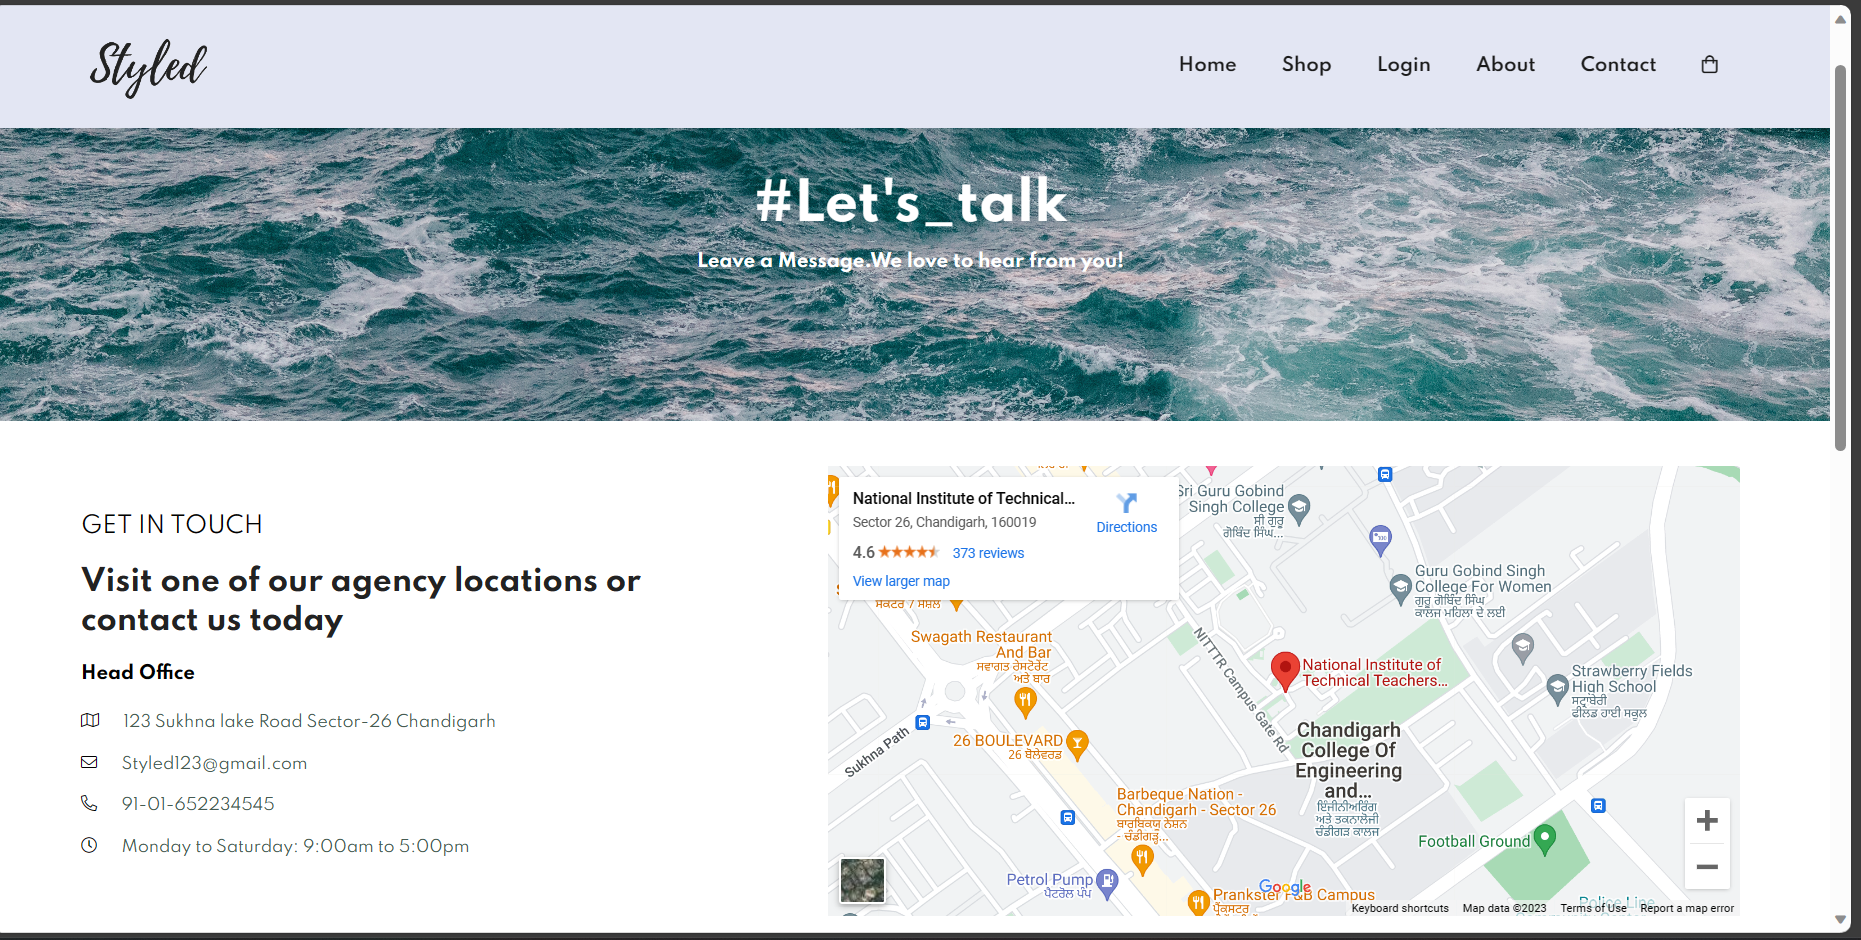 Styled
Home Shop Login About Contact
#Let's_talk
Leave a Message.We love to hear from you!
GET IN TOUCH
Visit one of our agency locations or
contact us today
Head Office
123 Sukhna lake Road Sector-26 Chandigarh
Styled123@gmail.com
91-01-652234545
Monday to Saturday: 9:00am to 5:00pm
National Institute of Technical...
Sector 26, Chandigarh, 160019
4.6
373 reviews
View larger map
Directions
Sri Guru Gobind
Singh College
ਸੀ ਗੁਰੂ
ਗੋਬਿੰਦ ਸਿੰਘ...
Guru Gobind Singh
College For Women
ਗੁਰੂ ਗੋਬਿੰਦ ਸਿੰਘ
ਕਾਲਜ ਮਹਿਲਾ ਦੇ ਲਈ
ਸਕਟਰ 7 ਸਸ਼ਲ
Swagath Restaurant
And Bar
ਸਵਾਗਤ ਰੇਸਟੋਰੇਂਟ
ਅਤੇ ਬਾਰ
NITTTR Campus Gate Rd
National Institute of
Technical Teachers...
Strawberry Fields
High School
ਸਟ੍ਰਾਬੇਰੀ
ਫੀਲਡ ਹਾਈ ਸਕੂਲ
Sukhna Path
26 BOULEVARD
26 ਬੋਲੇਵਰਡ
Chandigarh
College Of
Engineering
and...
ਇੰਜੀਨੀਅਰਿੰਗ
ਅਤੇ ਤਕਨਾਲੋਜੀ
ਚੰਡੀਗੜ ਕਾਲਜ
Barbeque Nation -
Chandigarh - Sector 26
ਬਾਰਬਿਕਯੂ ਨੇਸ਼ਨ
- ਚੰਡੀਗੜ੍ਹ...
Football Ground
Petrol Pump
ਪੈਟਰੋਲ ਪੰਪ
Prankster F&B Campus
ਪ੍ਰੈਂਕਸਟਰ
Google
Police Line
Keyboard shortcuts Map data ©2023 Terms of Use Report a map error